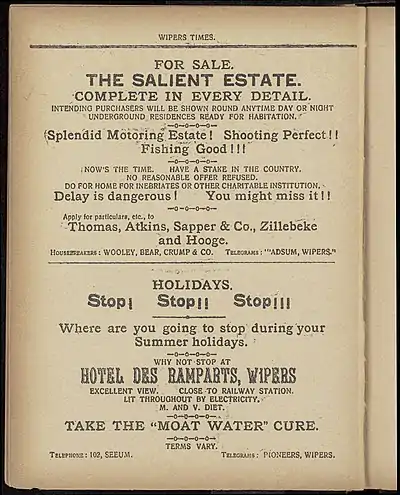 WIPERS TIMES.
FOR SALE.
THE SALIENT ESTATE.
COMPLETE IN EVERY DETAIL.
INTENDING PURCHASERS WILL BE SHOWN ROUND ANYTIME DAY OR NIGHT
UNDERGROUND RESIDENCES READY FOR HABITATION.
—o—o—o—o—
Splendid Motoring Estate! Shooting Perfect!!
Fishing Good!!!
—o—o—o—o—
NOW'S THE TIME. HAVE A STAKE IN THE COUNTRY.
NO REASONABLE OFFER REFUSED.
DO FOR HOME FOR INEBRIATES OR OTHER CHARITABLE INSTITUTION.
Delay is dangerous! You might miss it!!
—o—o—o—o—
Apply for particulars, etc., to
Thomas, Atkins, Sapper & Co., Zillebeke
and Hooge.
HOUSEBREAKERS: WOOLEY, BEAR, CRUMP & CO. TELEGRAMS: "ADSUM, WIPERS."
HOLIDAYS.
Stop! Stop!! Stop!!!
Where are you going to stop during your
Summer holidays.
—o—o—o—o—
WHY NOT STOP AT
HOTEL DES RAMPARTS, WIPERS
EXCELLENT VIEW. CLOSE TO RAILWAY STATION.
LIT THROUGHOUT BY ELECTRICITY.
M. AND V. DIET.
—o—o—o—o—
TAKE THE "MOAT WATER" CURE.
—o—o—o—o—
TERMS VARY.
TELEPHONE: 102, SEEUM. TELEGRAMS: PIONEERS, WIPERS.